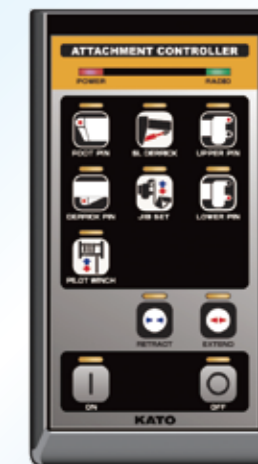 ATTACHMENT CONTROLLER
POWER RADIO
FOOT PIN SL DERRICK UPPER PIN
DERRICK PIN JIB SET LOWER PIN
PILOT WINCH
RETRACT EXTEND
ON OFF
KATO